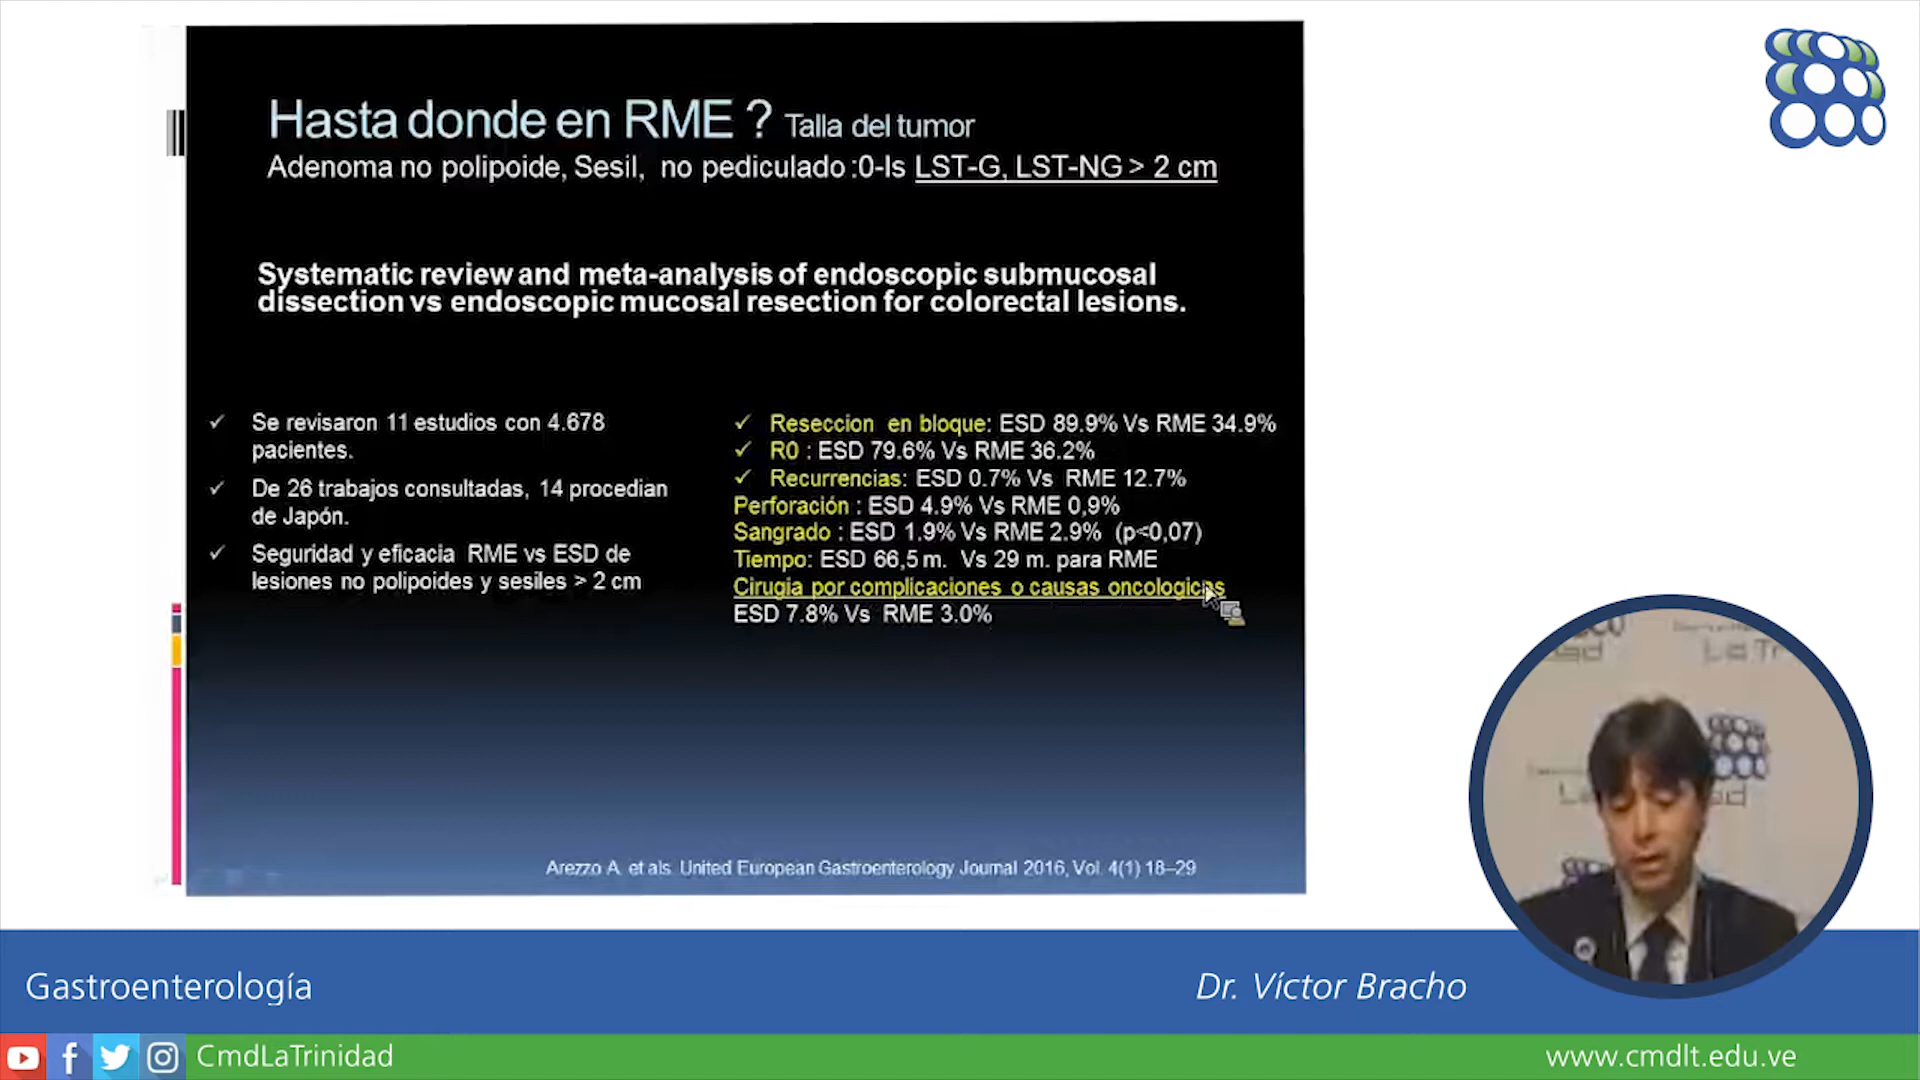 Hasta donde en RME ? Talla del tumor
Adenoma no polipoide, Sesil, no pediculado :0-Is LST-G, LST-NG > 2 cm
Systematic review and meta-analysis of endoscopic submucosal
dissection vs endoscopic mucosal resection for colorectal lesions.
✓ Se revisaron 11 estudios con 4.678
pacientes.
✓ De 26 trabajos consultadas, 14 procedian
de Japón.
✓ Seguridad y eficacia RME vs ESD de
lesiones no polipoides y sesiles > 2 cm
✓ Reseccion en bloque: ESD 89.9% Vs RME 34.9%
✓ R0 : ESD 79.6% Vs RME 36.2%
✓ Recurrencias: ESD 0.7% Vs RME 12.7%
Perforación : ESD 4.9% Vs RME 0,9%
Sangrado : ESD 1.9% Vs RME 2.9% (p<0,07)
Tiempo: ESD 66,5 m. Vs 29 m. para RME
Cirugia por complicaciones o causas oncologicas
ESD 7.8% Vs RME 3.0%
Arezzo A. et als. United European Gastroenterology Journal 2016, Vol. 4(1) 18–29
La Tr
Gastroenterología
Dr. Víctor Bracho
CmdLaTrinidad
www.cmdlt.edu.ve